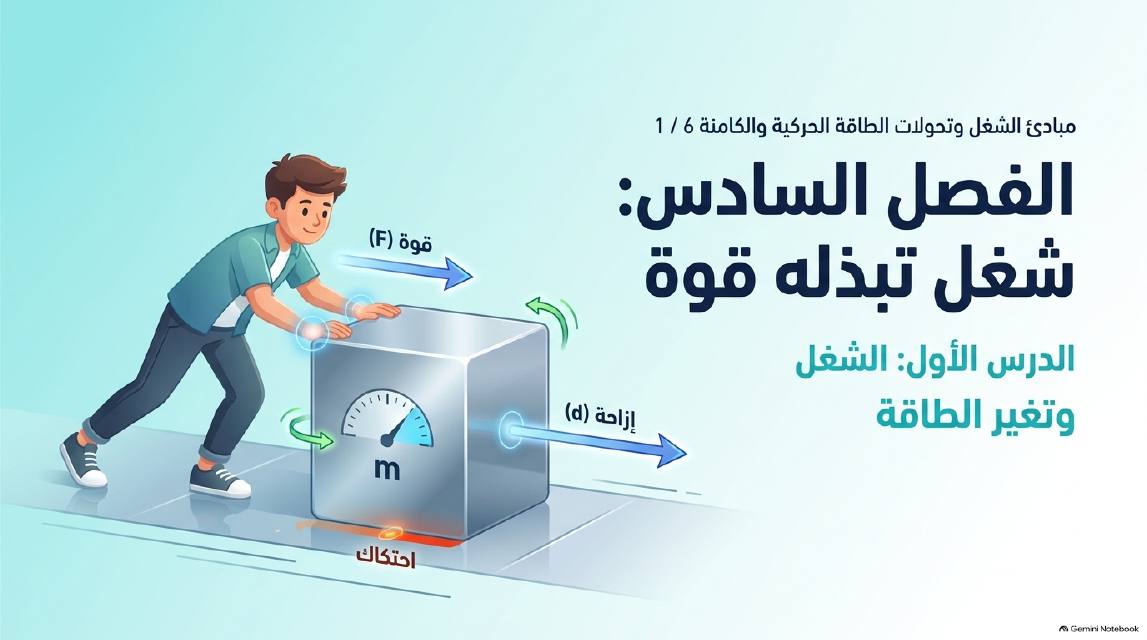 مبادئ الشغل وتحولات الطاقة الحركية والكامنة 6 / 1
الفصل السادس:
شغل تبذله قوة
الدرس الأول: الشغل
وتغير الطاقة
قوة (F)
إزاحة (d)
m
احتكاك
Gemini Notebook